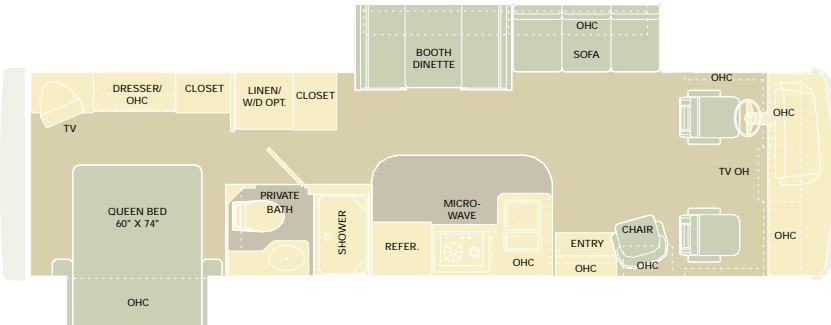 OHC
BOOTH
DINETTE
SOFA
OHC
DRESSER/
OHC
CLOSET
LINEN/
W/D OPT.
CLOSET
OHC
TV
TV OH
QUEEN BED
60" X 74"
PRIVATE
BATH
SHOWER
MICRO-
WAVE
REFER.
OHC
ENTRY
OHC
CHAIR
OHC
OHC
OHC